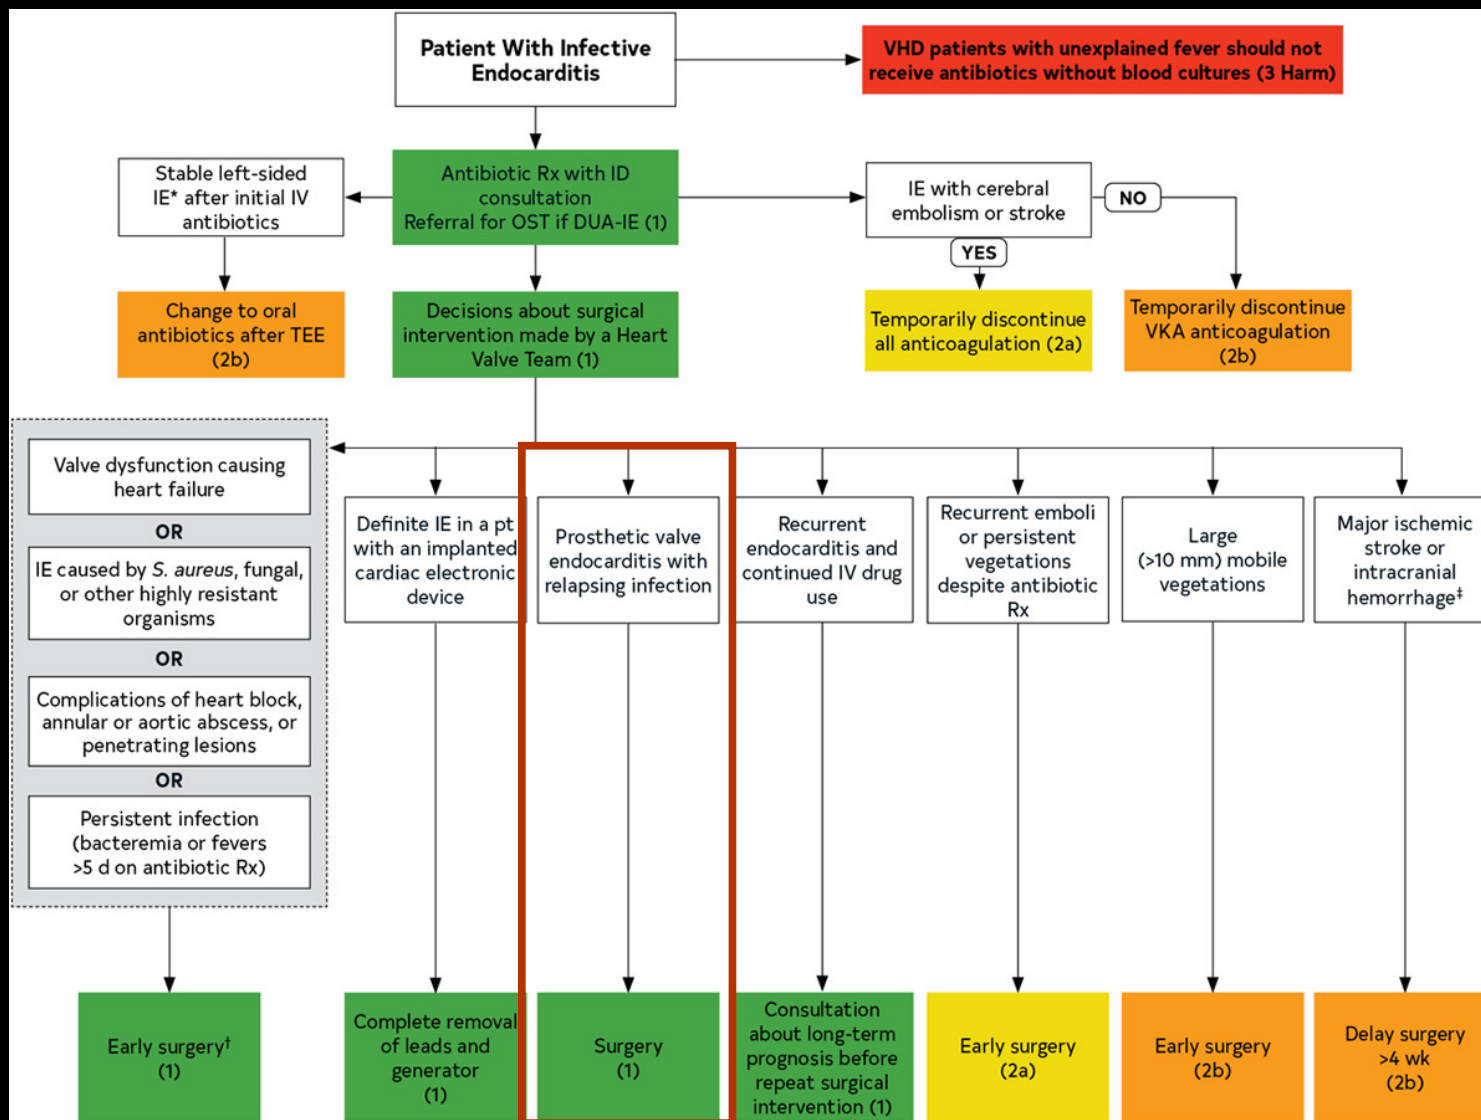 Patient With Infective
Endocarditis
VHD patients with unexplained fever should not
receive antibiotics without blood cultures (3 Harm)
Stable left-sided
IE* after initial IV
antibiotics
Antibiotic Rx with ID
consultation
Referral for OST if DUA-IE (1)
IE with cerebral
embolism or stroke
NO
YES
Change to oral
antibiotics after TEE
(2b)
Decisions about surgical
intervention made by a Heart
Valve Team (1)
Temporarily discontinue
all anticoagulation (2a)
Temporarily discontinue
VKA anticoagulation
(2b)
Valve dysfunction causing
heart failure
OR
IE caused by S. aureus, fungal,
or other highly resistant
organisms
OR
Complications of heart block,
annular or aortic abscess, or
penetrating lesions
OR
Persistent infection
(bacteremia or fevers
>5 d on antibiotic Rx)
Definite IE in a pt
with an implanted
cardiac electronic
device
Prosthetic valve
endocarditis with
relapsing infection
Recurrent
endocarditis and
continued IV drug
use
Recurrent emboli
or persistent
vegetations
despite antibiotic
Rx
Large
(>10 mm) mobile
vegetations
Major ischemic
stroke or
intracranial
hemorrhage‡
Early surgery†
(1)
Complete removal
of leads and
generator
(1)
Surgery
(1)
Consultation
about long-term
prognosis before
repeat surgical
intervention (1)
Early surgery
(2a)
Early surgery
(2b)
Delay surgery
>4 wk
(2b)